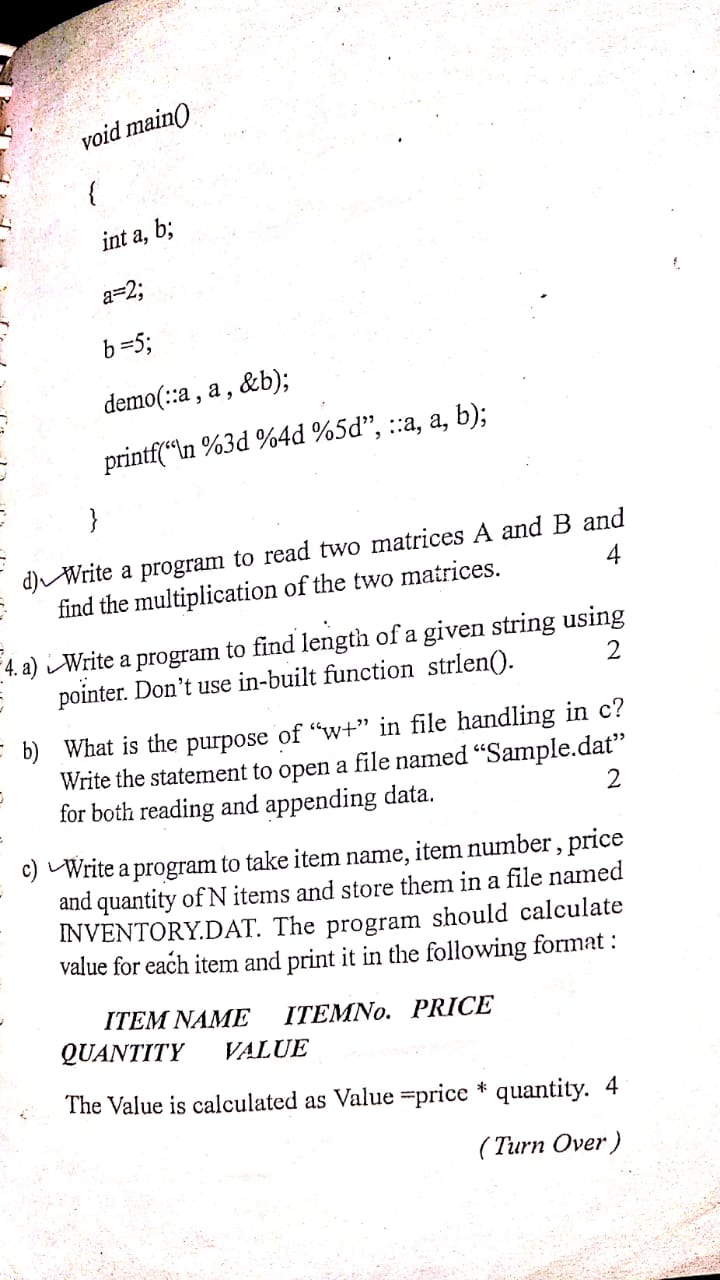 void main()
{
int a, b;
a=2;
b =5;
demo(::a , a , &b);
printf("\n %3d %4d %5d", ::a, a, b);
}
d) Write a program to read two matrices A and B and
find the multiplication of the two matrices. 4
4. a) Write a program to find length of a given string using
pointer. Don't use in-built function strlen(). 2
b) What is the purpose of "w+" in file handling in c?
Write the statement to open a file named "Sample.dat"
for both reading and appending data. 2
c) Write a program to take item name, item number , price
and quantity of N items and store them in a file named
INVENTORY.DAT. The program should calculate
value for each item and print it in the following format :
ITEM NAME ITEMNo. PRICE
QUANTITY VALUE
The Value is calculated as Value =price * quantity. 4
( Turn Over )